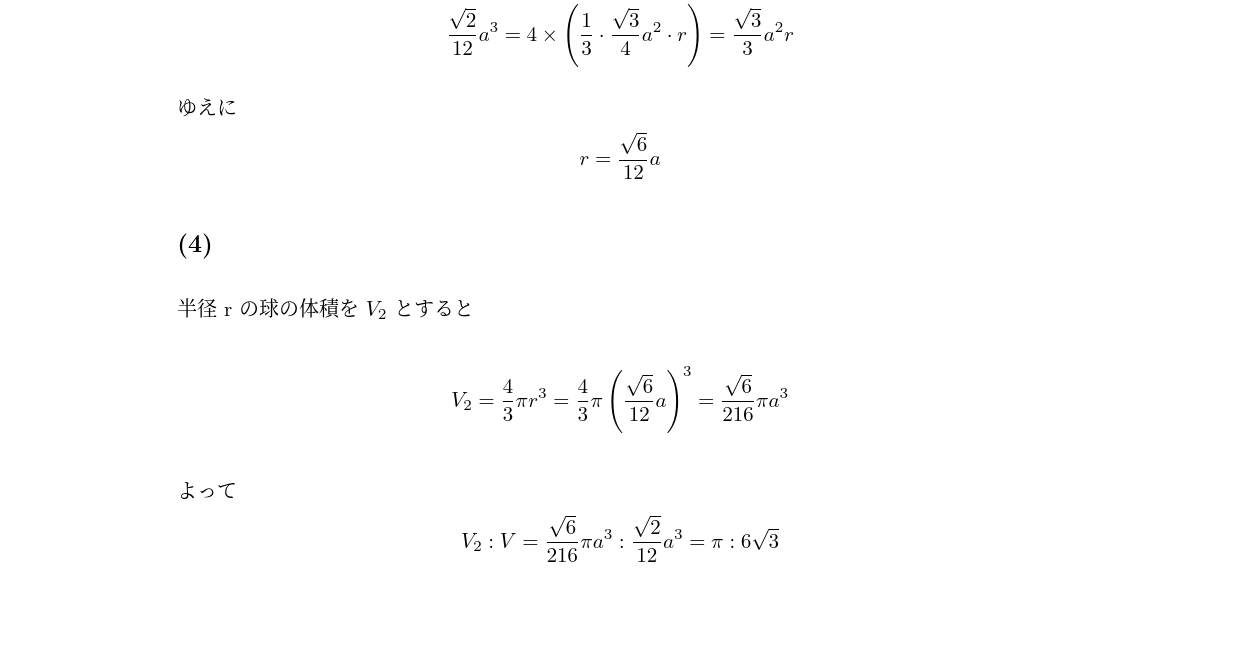 \frac{\sqrt{2}}{12}a^3 = 4 \times \left( \frac{1}{3} \cdot \frac{\sqrt{3}}{4}a^2 \cdot r \right) = \frac{\sqrt{3}}{3}a^2r
ゆえに
r = \frac{\sqrt{6}}{12}a
(4)
半径 r の球の体積を V_2 とすると
V_2 = \frac{4}{3}\pi r^3 = \frac{4}{3}\pi \left( \frac{\sqrt{6}}{12}a \right)^3 = \frac{\sqrt{6}}{216}\pi a^3
よって
V_2 : V = \frac{\sqrt{6}}{216}\pi a^3 : \frac{\sqrt{2}}{12}a^3 = \pi : 6\sqrt{3}